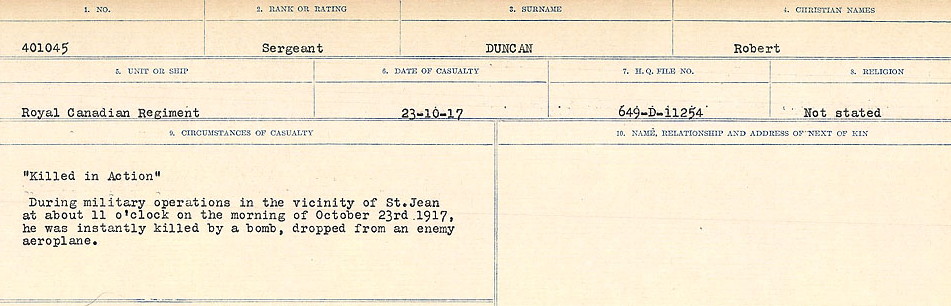 1. NO. 2. RANK OR RATING 3. SURNAME 4. CHRISTIAN NAMES
401045 Sergeant DUNCAN Robert
5. UNIT OR SHIP 6. DATE OF CASUALTY 7. H.Q. FILE NO. 8. RELIGION
Royal Canadian Regiment 23-10-17 649-D-11254 Not stated
9. CIRCUMSTANCES OF CASUALTY 10. NAME, RELATIONSHIP AND ADDRESS OF NEXT OF KIN
"Killed in Action"
During military operations in the vicinity of St.Jean
at about 11 o'clock on the morning of October 23rd 1917,
he was instantly killed by a bomb, dropped from an enemy
aeroplane.